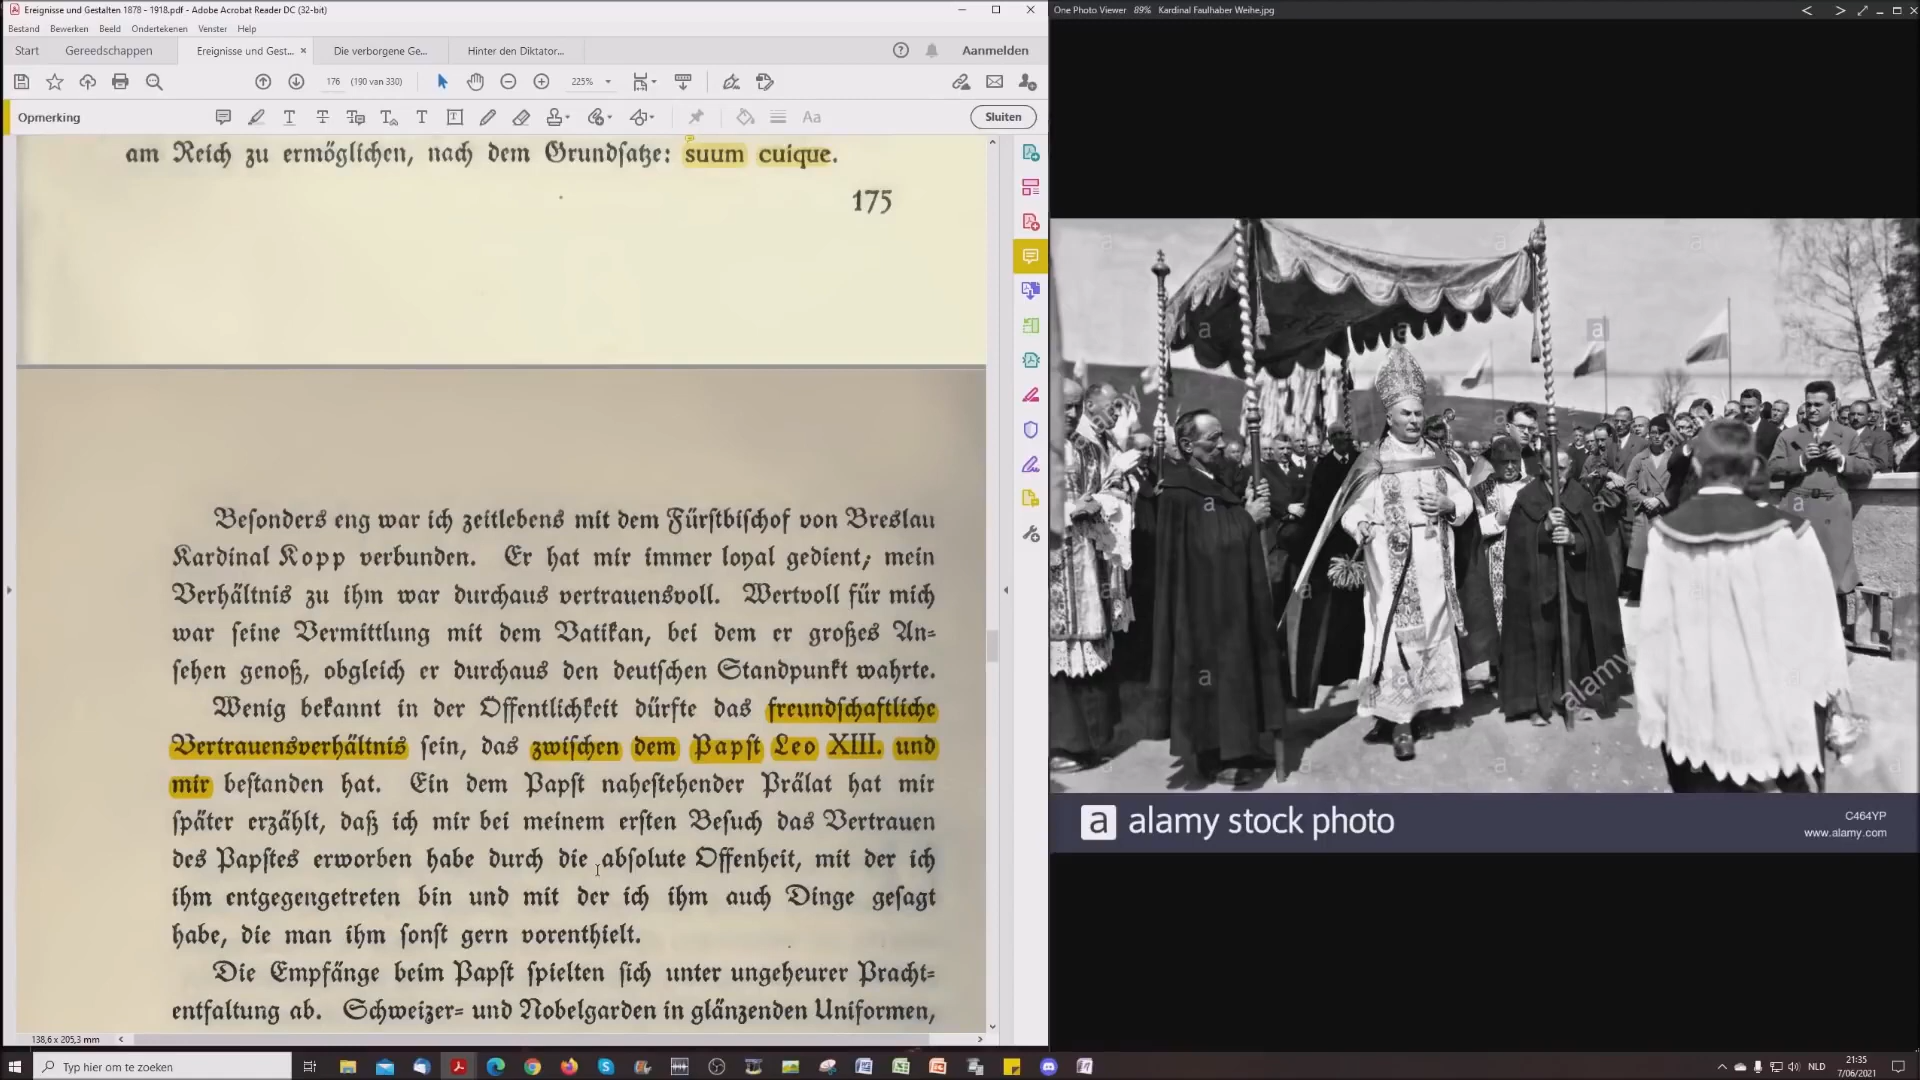 Ereignisse und Gestalten 1878 - 1918.pdf - Adobe Acrobat Reader DC (32-bit)
Bestand Bewerken Beeld Ondertekenen Venster Help
Start Gereedschappen Ereignisse und Gest... × Die verborgene Ge... Hinter den Diktator... Aanmelden
176 (190 van 330) 225%
Opmerking Sluiten
am Reich zu ermöglichen, nach dem Grundſatze: suum cuique.
175
Beſonders eng war ich zeitlebens mit dem Fürſtbiſchof von Breslau
Kardinal Kopp verbunden. Er hat mir immer loyal gedient; mein
Verhältnis zu ihm war durchaus vertrauensvoll. Wertvoll für mich
war ſeine Vermittlung mit dem Vatikan, bei dem er großes An-
ſehen genoß, obgleich er durchaus den deutſchen Standpunkt wahrte.
Wenig bekannt in der Öffentlichkeit dürfte das freundſchaftliche
Vertrauensverhältnis ſein, das zwiſchen dem Papſt Leo XIII. und
mir beſtanden hat. Ein dem Papſt naheſtehender Prälat hat mir
ſpäter erzählt, daß ich mir bei meinem erſten Beſuch das Vertrauen
des Papſtes erworben habe durch die abſolute Offenheit, mit der ich
ihm entgegengetreten bin und mit der ich ihm auch Dinge geſagt
habe, die man ihm ſonſt gern vorenthielt.
Die Empfänge beim Papſt ſpielten ſich unter ungeheurer Pracht-
entfaltung ab. Schweizer- und Nobelgarden in glänzenden Uniformen,
138,6 x 205,3 mm
One Photo Viewer 89% Kardinal Faulhaber Weihe.jpg
alamy
a alamy stock photo
C464YP
www.alamy.com
Typ hier om te zoeken
NLD
21:35
7/06/2021